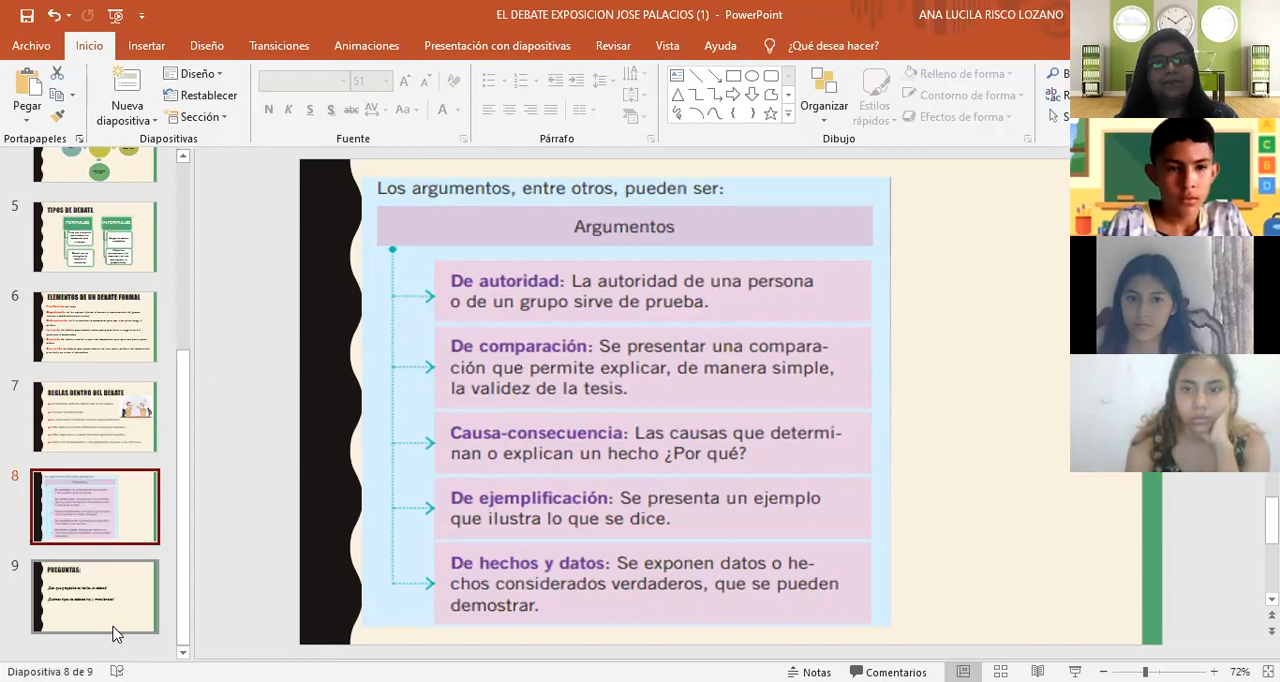 EL DEBATE EXPOSICION JOSE PALACIOS (1) - PowerPoint
ANA LUCILA RISCO LOZANO
Archivo Inicio Insertar Diseño Transiciones Animaciones Presentación con diapositivas Revisar Vista Ayuda ¿Qué desea hacer?
Pegar
Nueva
diapositiva
Diseño
Restablecer
Sección
51
N K S S abc AV Aa A
Organizar
Estilos
rápidos
Relleno de forma
Contorno de forma
Efectos de forma
Portapapeles Diapositivas Fuente Párrafo Dibujo
5
TIPOS DE DEBATE
6
ELEMENTOS DE UN DEBATE FORMAL
7
REGLAS DENTRO DEL DEBATE
8
9
PREGUNTAS:
Los argumentos, entre otros, pueden ser:
Argumentos
De autoridad: La autoridad de una persona
o de un grupo sirve de prueba.
De comparación: Se presentar una compara-
ción que permite explicar, de manera simple,
la validez de la tesis.
Causa-consecuencia: Las causas que determi-
nan o explican un hecho ¿Por qué?
De ejemplificación: Se presenta un ejemplo
que ilustra lo que se dice.
De hechos y datos: Se exponen datos o he-
chos considerados verdaderos, que se pueden
demostrar.
A
C
B
D
Diapositiva 8 de 9
Notas
Comentarios
72%